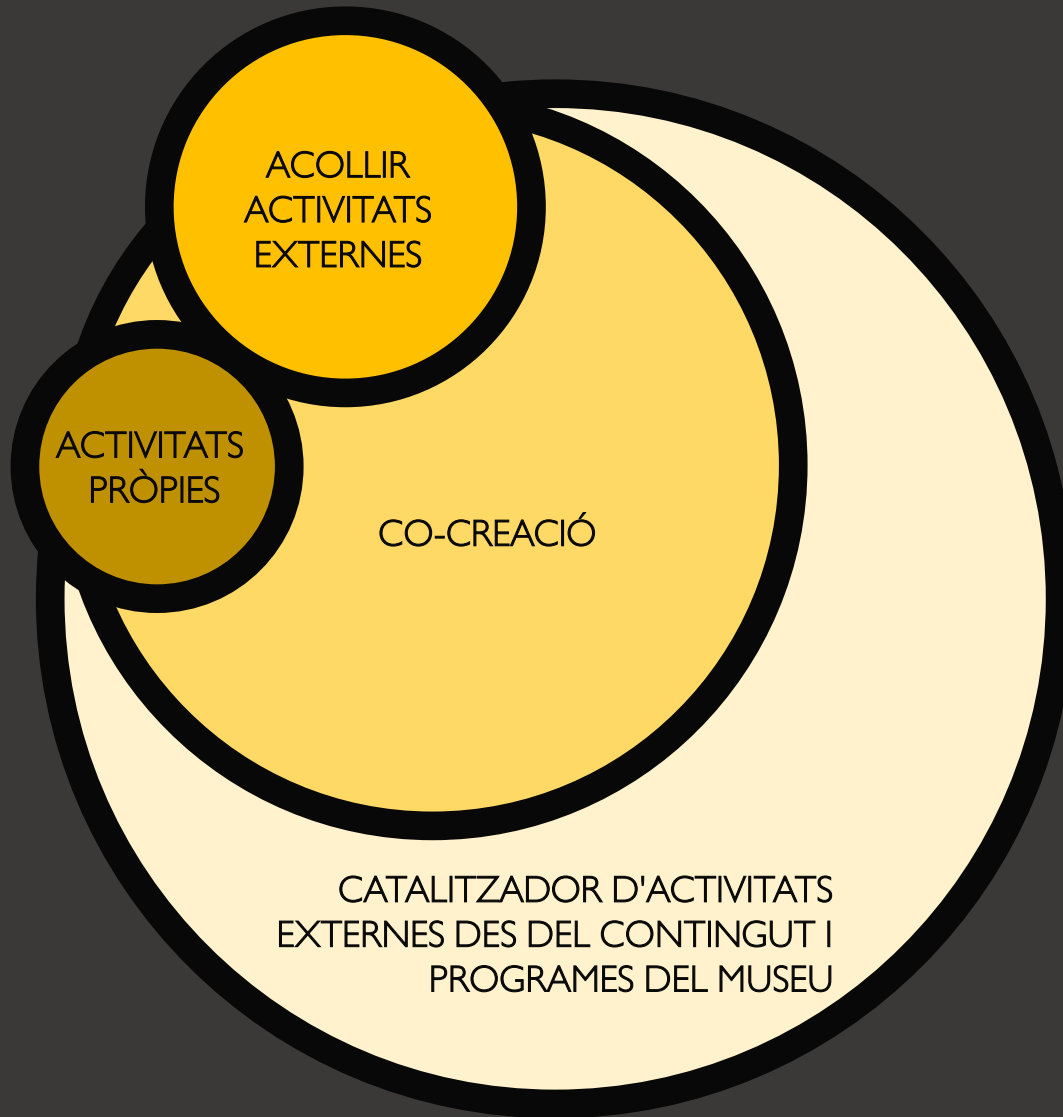 ACOLLIR
ACTIVITATS
EXTERNES
ACTIVITATS
PRÒPIES
CO-CREACIÓ
CATALITZADOR D'ACTIVITATS
EXTERNES DES DEL CONTINGUT I
PROGRAMES DEL MUSEU